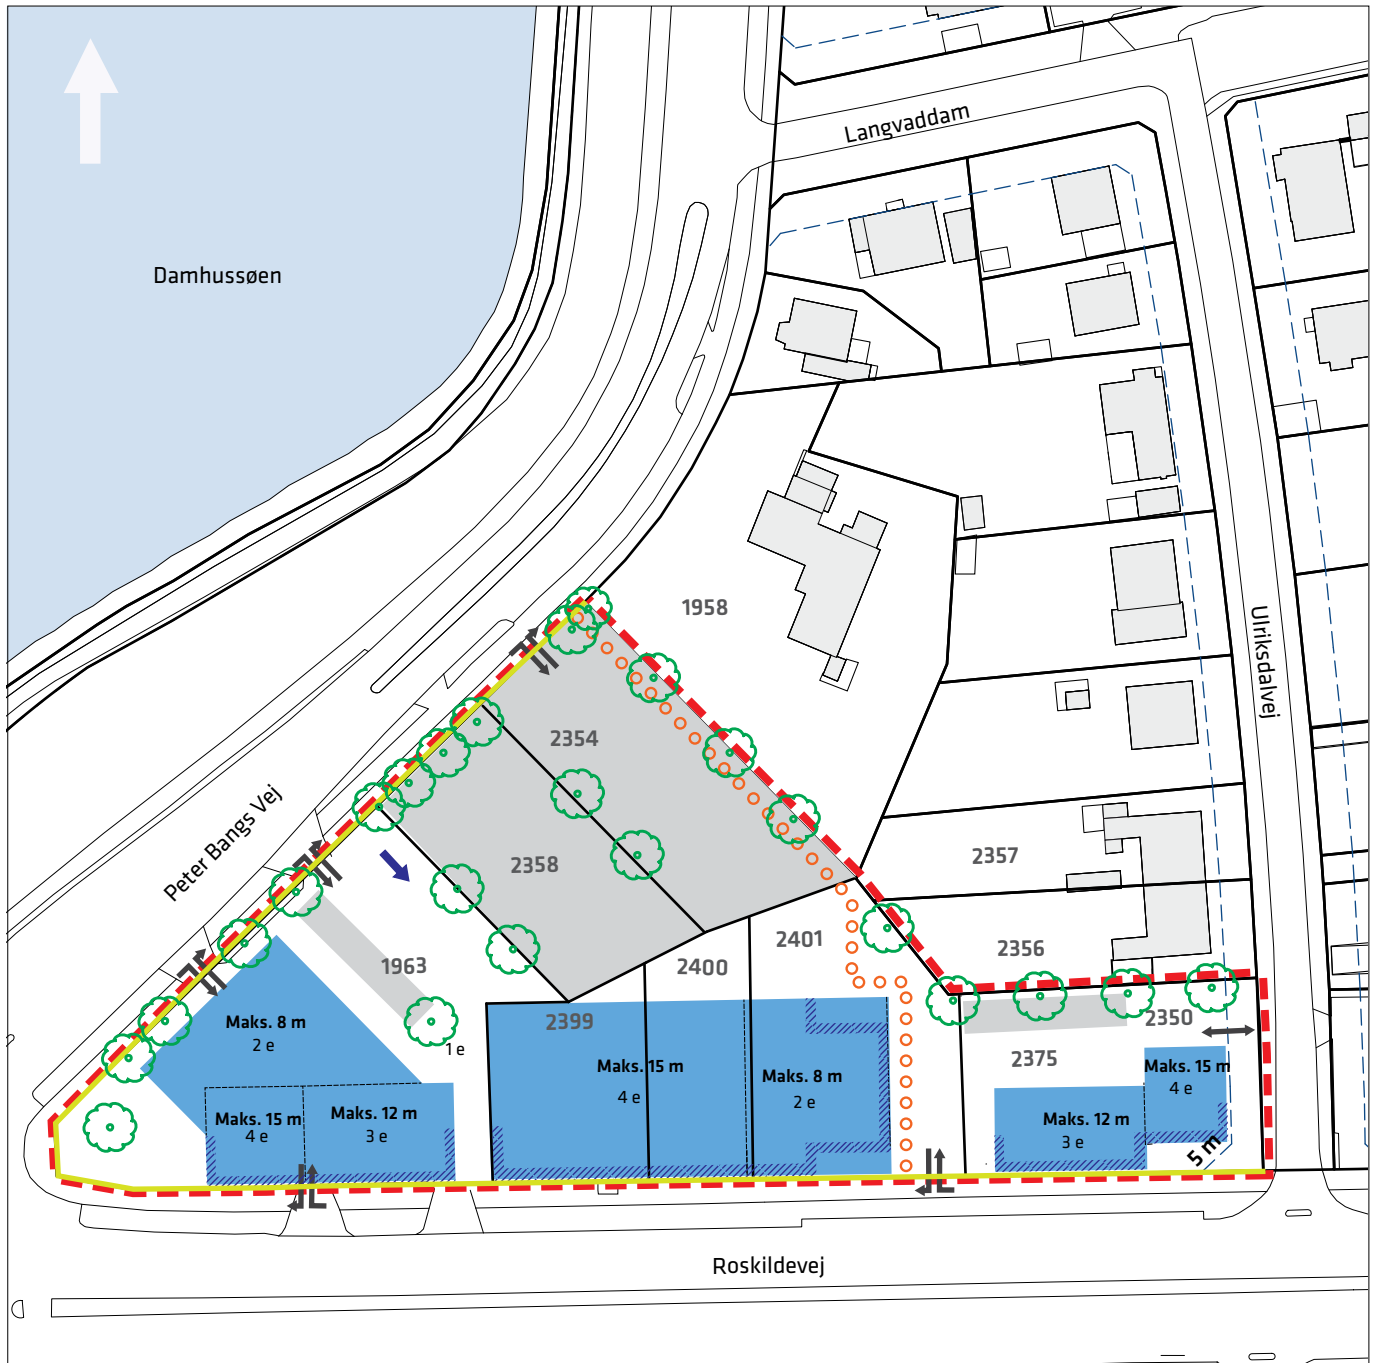 Langvaddam
Damhussøen
1958
Ulriksdalvej
2354
Peter Bangs Vej
2358
2357
2401
2356
2400
1963
2399
2350
Maks. 8 m
2 e
1 e
2375
Maks. 15 m
4 e
Maks. 8 m
2 e
Maks. 15 m
4 e
Maks. 15 m
4 e
Maks. 12 m
3 e
Maks. 12 m
3 e
5 m
Roskildevej